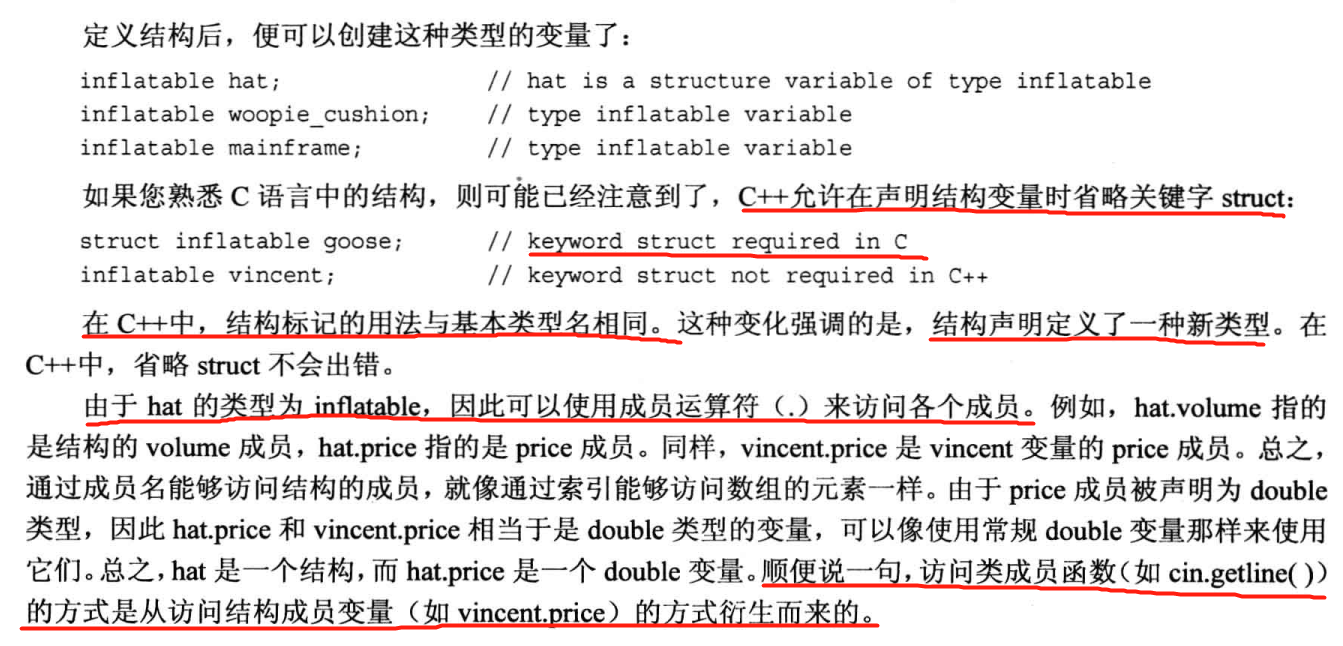 定义结构后，便可以创建这种类型的变量了：
inflatable hat; // hat is a structure variable of type inflatable
inflatable woopie_cushion; // type inflatable variable
inflatable mainframe; // type inflatable variable
如果您熟悉 C 语言中的结构，则可能已经注意到了，C++允许在声明结构变量时省略关键字 struct：
struct inflatable goose; // keyword struct required in C
inflatable vincent; // keyword struct not required in C++
在 C++中，结构标记的用法与基本类型名相同。这种变化强调的是，结构声明定义了一种新类型。在
C++中，省略 struct 不会出错。
由于 hat 的类型为 inflatable，因此可以使用成员运算符（.）来访问各个成员。例如，hat.volume 指的
是结构的 volume 成员，hat.price 指的是 price 成员。同样，vincent.price 是 vincent 变量的 price 成员。总之，
通过成员名能够访问结构的成员，就像通过索引能够访问数组的元素一样。由于 price 成员被声明为 double
类型，因此 hat.price 和 vincent.price 相当于是 double 类型的变量，可以像使用常规 double 变量那样来使用
它们。总之，hat 是一个结构，而 hat.price 是一个 double 变量。顺便说一句，访问类成员函数（如 cin.getline( )）
的方式是从访问结构成员变量（如 vincent.price）的方式衍生而来的。